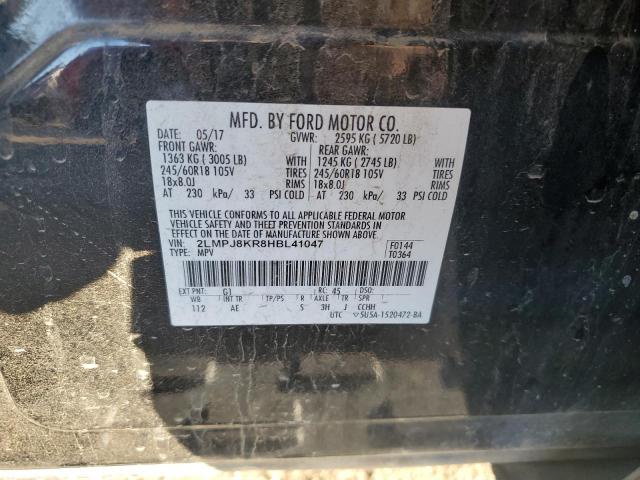 MFD. BY FORD MOTOR CO.
DATE: 05/17 GVWR: 2595 KG ( 5720 LB)
FRONT GAWR: REAR GAWR:
1363 KG ( 3005 LB) WITH 1245 KG ( 2745 LB) WITH
245/60R18 105V TIRES 245/60R18 105V TIRES
18x8.0J RIMS 18x8.0J RIMS
AT 230 kPa/ 33 PSI COLD AT 230 kPa/ 33 PSI COLD
THIS VEHICLE CONFORMS TO ALL APPLICABLE FEDERAL MOTOR
VEHICLE SAFETY AND THEFT PREVENTION STANDARDS IN
EFFECT ON THE DATE OF MANUFACTURE SHOWN ABOVE.
VIN: 2LMPJ8KR8HBL41047 F0144
TYPE: MPV T0364
EXT PNT: G1 RC: 45 DSO:
WB INT TR TP/PS R AXLE TR SPR
112 AE S 3H J CCHH
UTC ▽5U5A-1520472-BA